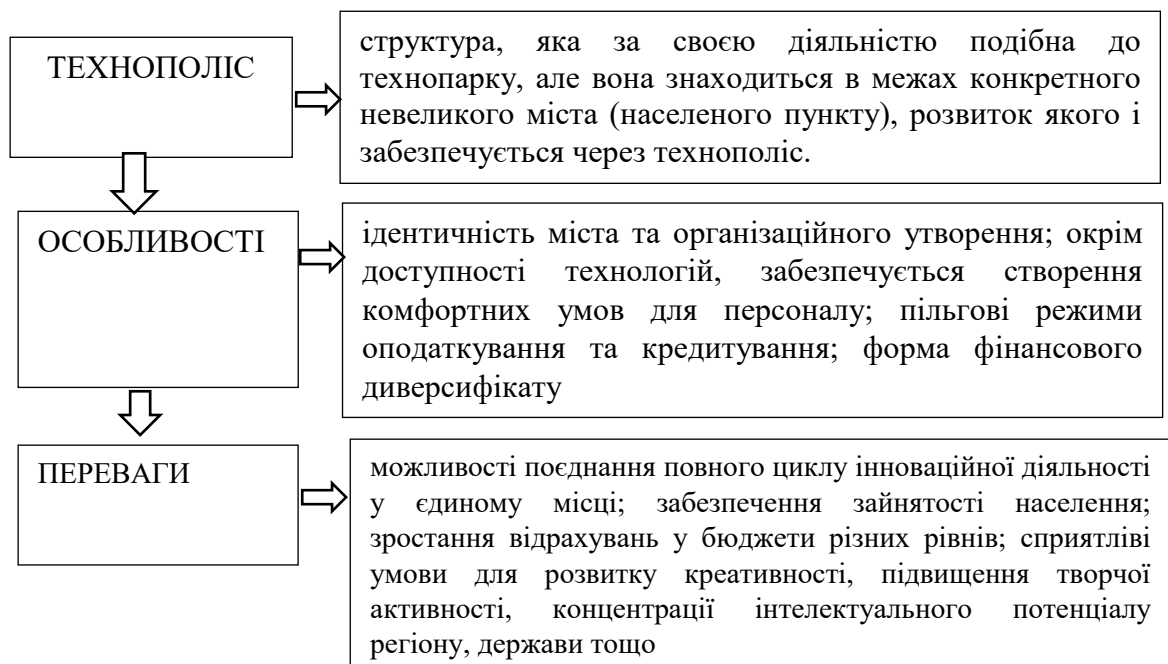 ТЕХНОПОЛІС
структура, яка за своєю діяльністю подібна до
технопарку, але вона знаходиться в межах конкретного
невеликого міста (населеного пункту), розвиток якого і
забезпечується через технополіс.
ОСОБЛИВОСТІ
ідентичність міста та організаційного утворення; окрім
доступності технологій, забезпечується створення
комфортних умов для персоналу; пільгові режими
оподаткування та кредитування; форма фінансового
диверсифікату
ПЕРЕВАГИ
можливості поєднання повного циклу інноваційної діяльності
у єдиному місці; забезпечення зайнятості населення;
зростання відрахувань у бюджети різних рівнів; сприятліві
умови для розвитку креативності, підвищення творчої
активності, концентрації інтелектуального потенціалу
регіону, держави тощо